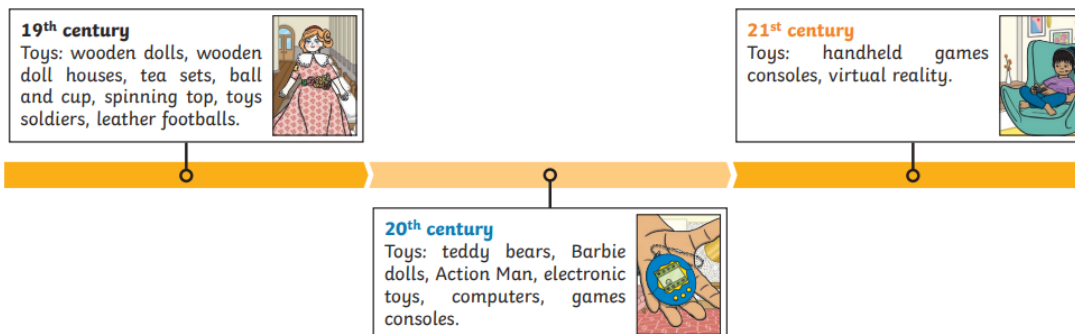 19th century
Toys: wooden dolls, wooden
doll houses, tea sets, ball
and cup, spinning top, toys
soldiers, leather footballs.
20th century
Toys: teddy bears, Barbie
dolls, Action Man, electronic
toys, computers, games
consoles.
21st century
Toys: handheld games
consoles, virtual reality.